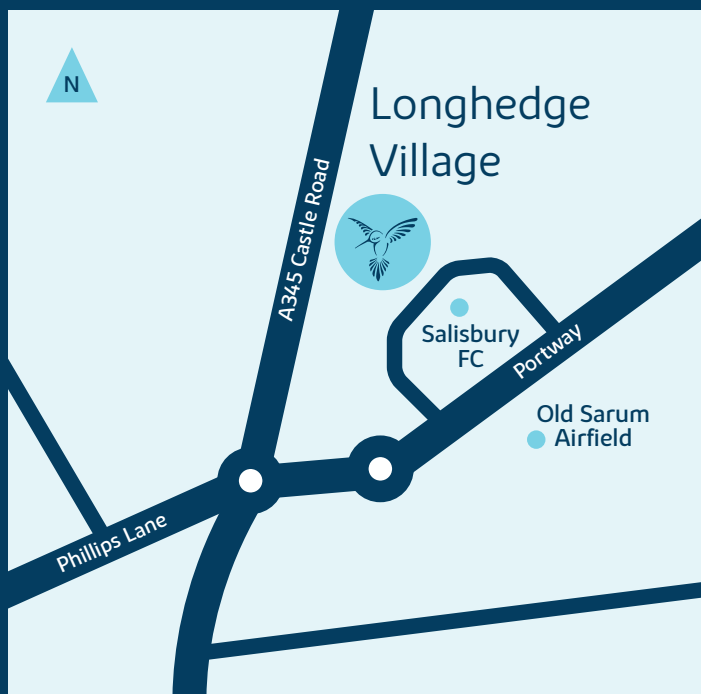 N
Longhedge
Village
A345 Castle Road
Salisbury
FC
Portway
Old Sarum
Airfield
Phillips Lane